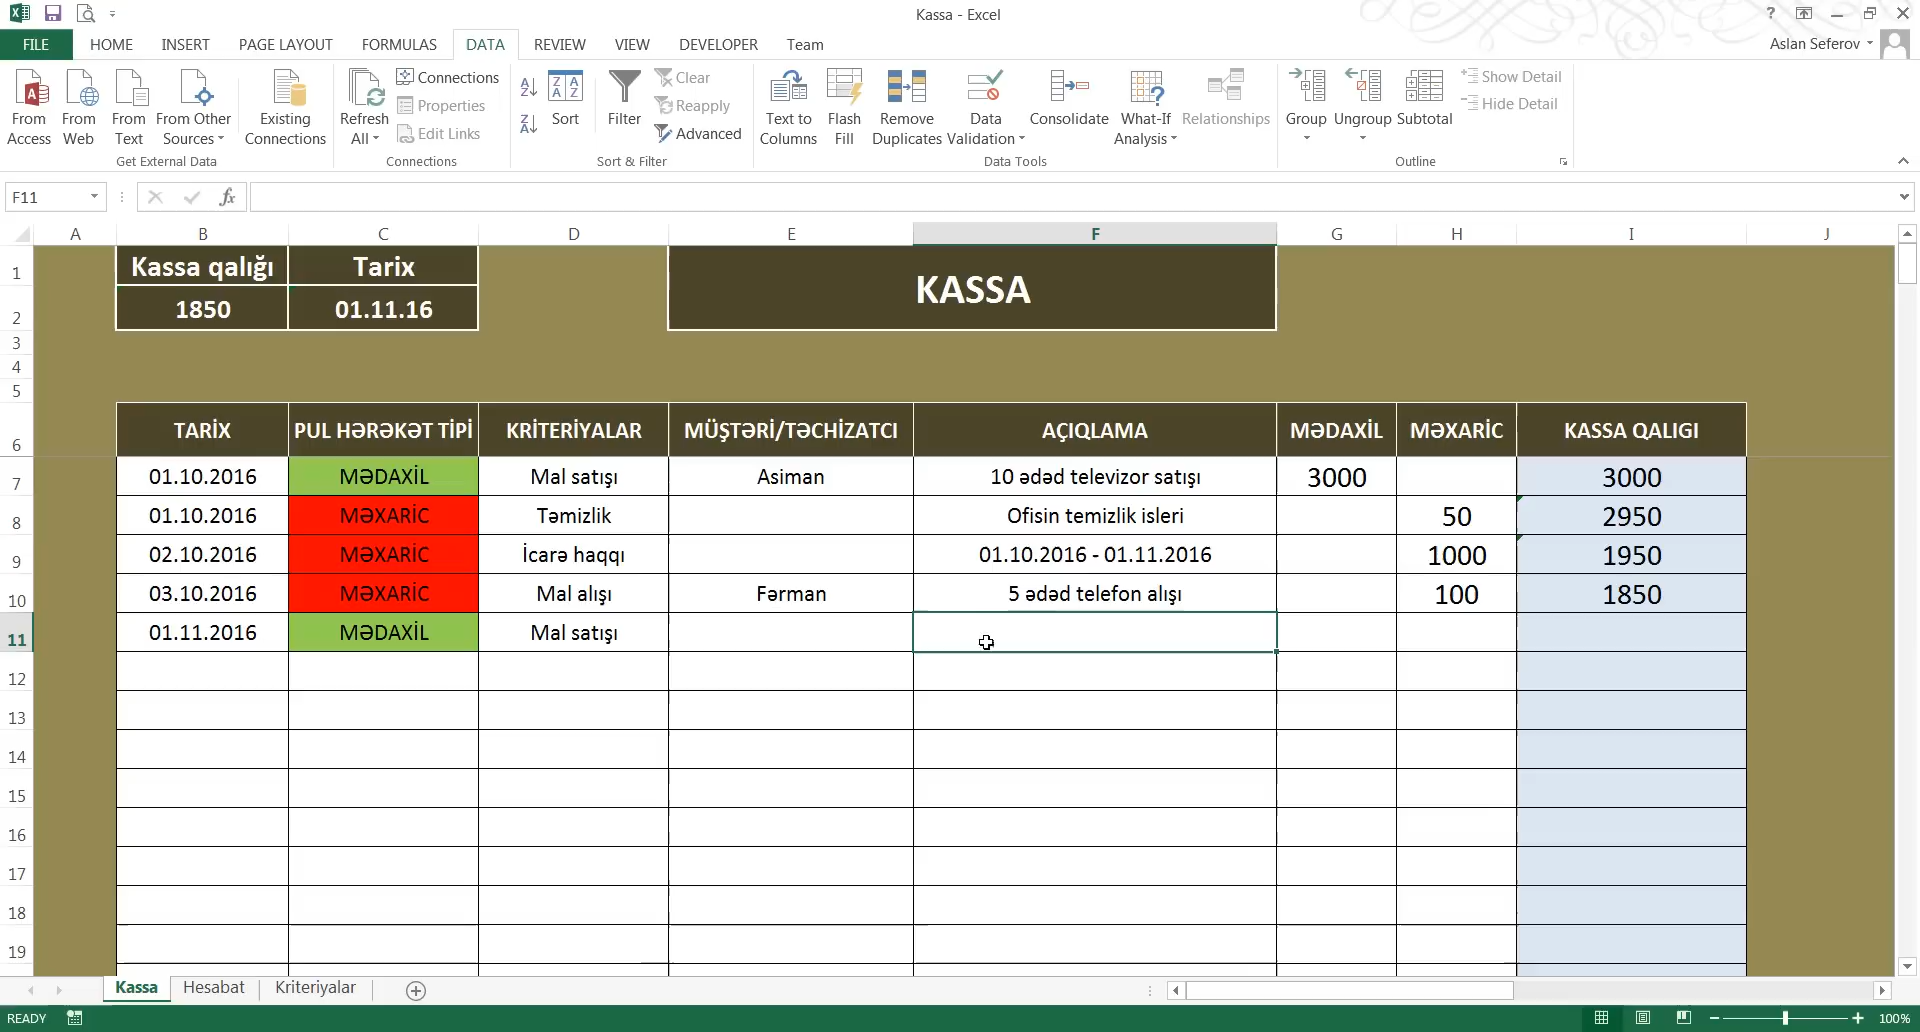 Kassa - Excel
FILE HOME INSERT PAGE LAYOUT FORMULAS DATA REVIEW VIEW DEVELOPER Team Aslan Seferov
From Access
From Web
From Text
From Other Sources
Existing Connections
Get External Data
Refresh All
Connections
Properties
Edit Links
Connections
Sort
Filter
Clear
Reapply
Advanced
Sort & Filter
Text to Columns
Flash Fill
Remove Duplicates
Data Validation
Consolidate
What-If Analysis
Relationships
Data Tools
Group
Ungroup
Subtotal
Show Detail
Hide Detail
Outline
F11 fx
A B C D E F G H I J
1 Kassa qalığı Tarix KASSA
2 1850 01.11.16
3
4
5
6 TARİX PUL HƏRƏKƏT TİPİ KRİTERİYALAR MÜŞTƏRİ/TƏCHİZATCI AÇIQLAMA MƏDAXİL MƏXARİC KASSA QALIGI
7 01.10.2016 MƏDAXİL Mal satışı Asiman 10 ədəd televizor satışı 3000 3000
8 01.10.2016 MƏXARİC Təmizlik Ofisin temizlik isleri 50 2950
9 02.10.2016 MƏXARİC İcarə haqqı 01.10.2016 - 01.11.2016 1000 1950
10 03.10.2016 MƏXARİC Mal alışı Fərman 5 ədəd telefon alışı 100 1850
11 01.11.2016 MƏDAXİL Mal satışı
12
13
14
15
16
17
18
19
Kassa Hesabat Kriteriyalar
READY 100%